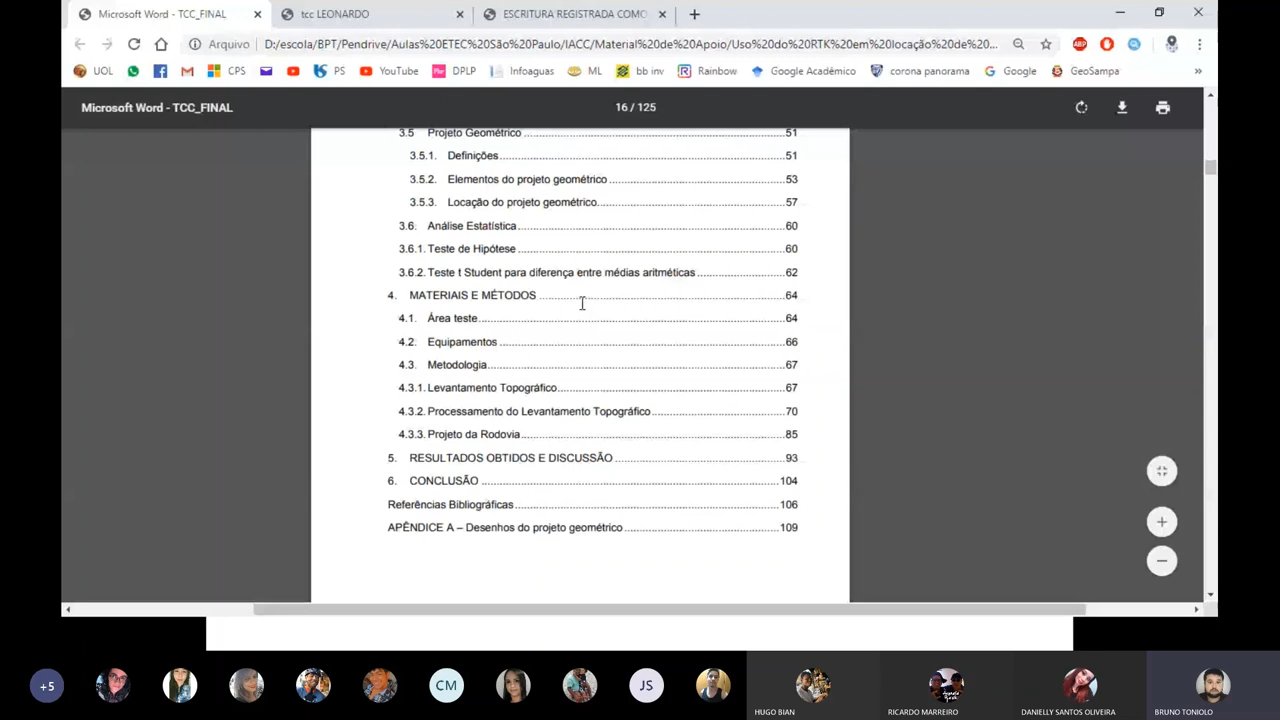 Microsoft Word - TCC_FINAL
tcc LEONARDO
ESCRITURA REGISTRADA COMO
Arquivo
D:/escola/BPT/Pendrive/Aulas%20ETEC%20São%20Paulo/IACC/Material%20de%20Apoio/Uso%20do%20RTK%20em%20locação%20de%20...
ABP
UOL
CPS
PS
YouTube
DPLP
Infoaguas
ML
bb inv
Rainbow
Google Acadêmico
corona panorama
Google
GeoSampa
»
Microsoft Word - TCC_FINAL
16 / 125
3.5 Projeto Geométrico ........ 51
3.5.1. Definições ........ 51
3.5.2. Elementos do projeto geométrico ........ 53
3.5.3. Locação do projeto geométrico ........ 57
3.6. Análise Estatística ........ 60
3.6.1. Teste de Hipótese ........ 60
3.6.2. Teste t Student para diferença entre médias aritméticas ........ 62
4. MATERIAIS E MÉTODOS ........ 64
4.1. Área teste ........ 64
4.2. Equipamentos ........ 66
4.3. Metodologia ........ 67
4.3.1. Levantamento Topográfico ........ 67
4.3.2. Processamento do Levantamento Topográfico ........ 70
4.3.3. Projeto da Rodovia ........ 85
5. RESULTADOS OBTIDOS E DISCUSSÃO ........ 93
6. CONCLUSÃO ........ 104
Referências Bibliográficas ........ 106
APÊNDICE A – Desenhos do projeto geométrico ........ 109
+5
CM
JS
HUGO BIAN
RICARDO MARREIRO
DANIELLY SANTOS OLIVEIRA
BRUNO TONIOLO